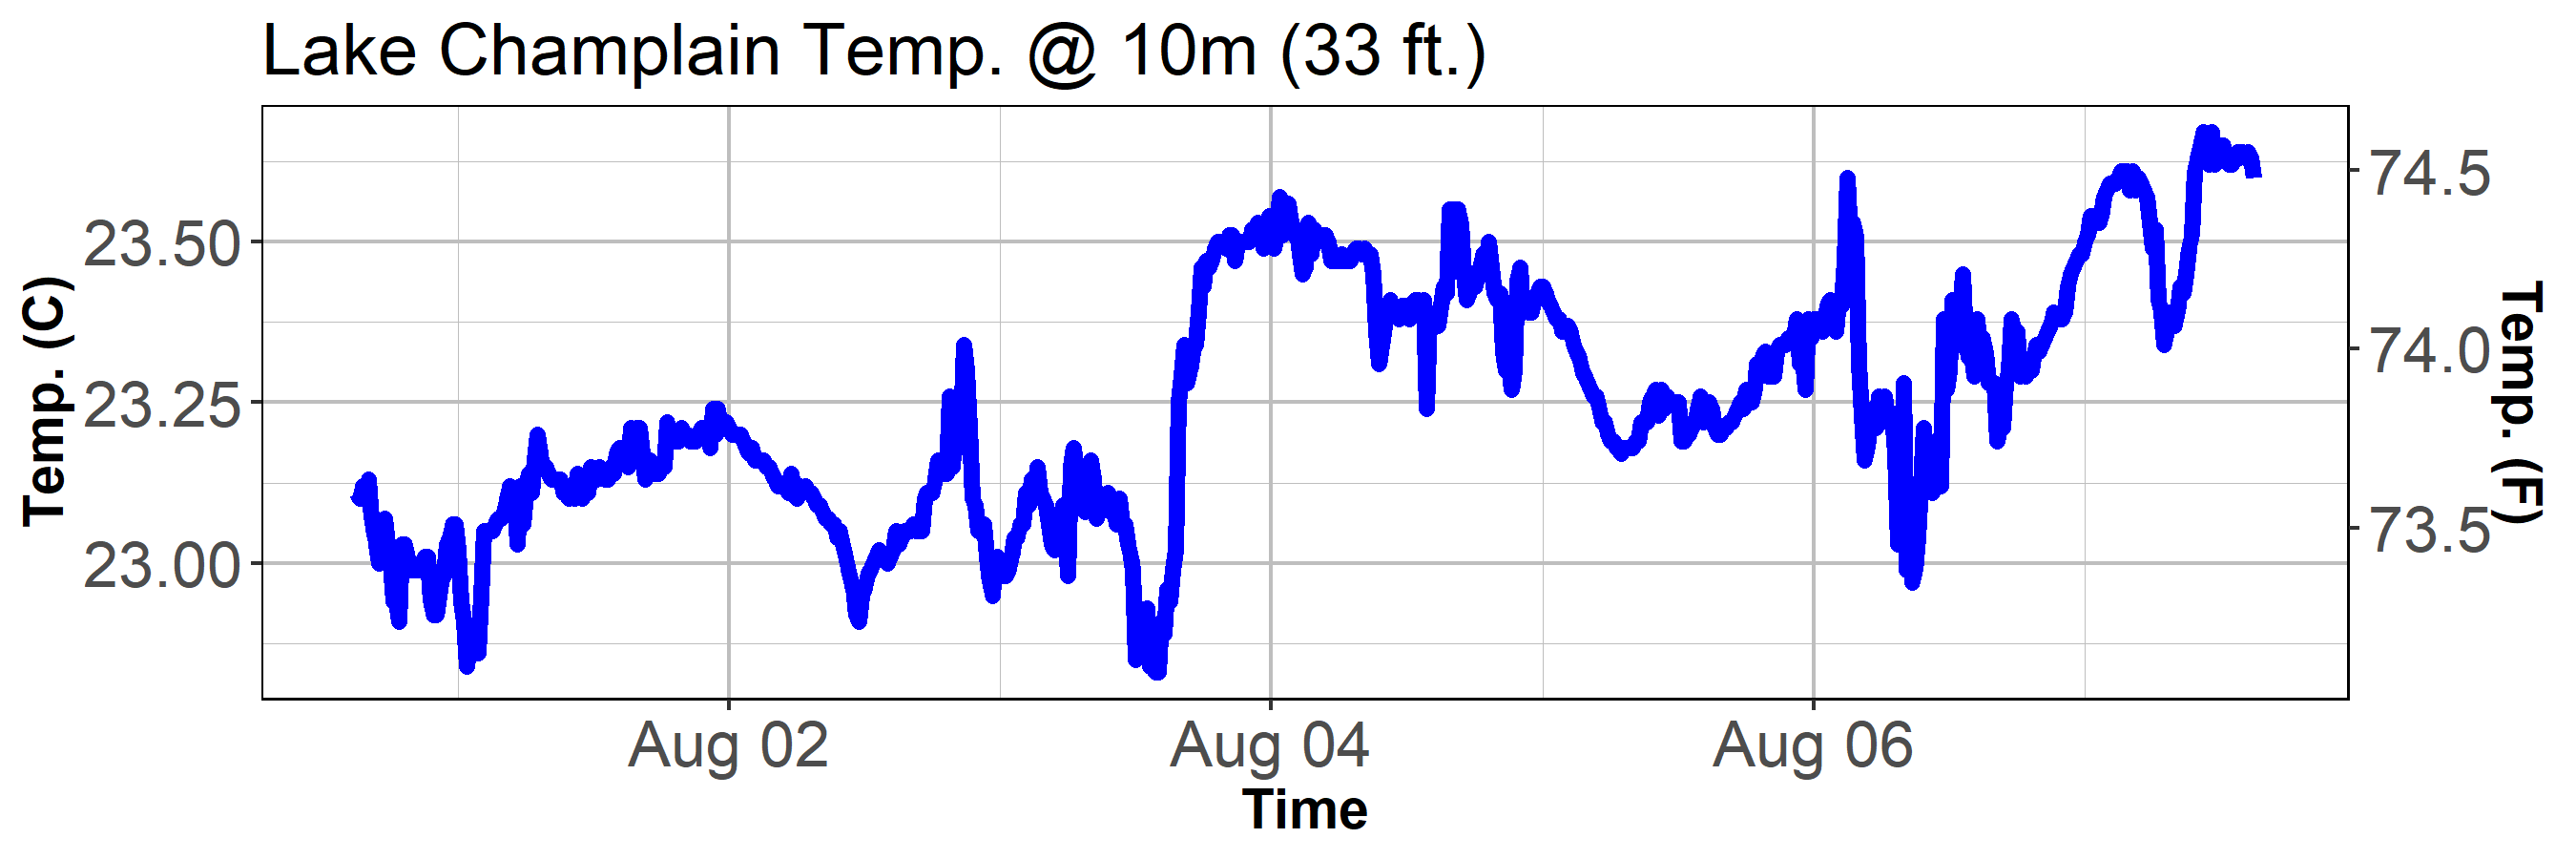 Lake Champlain Temp. @ 10m (33 ft.)
Temp. (C)
23.50
23.25
23.00
74.5
74.0
73.5
Temp. (F)
Aug 02
Aug 04
Aug 06
Time